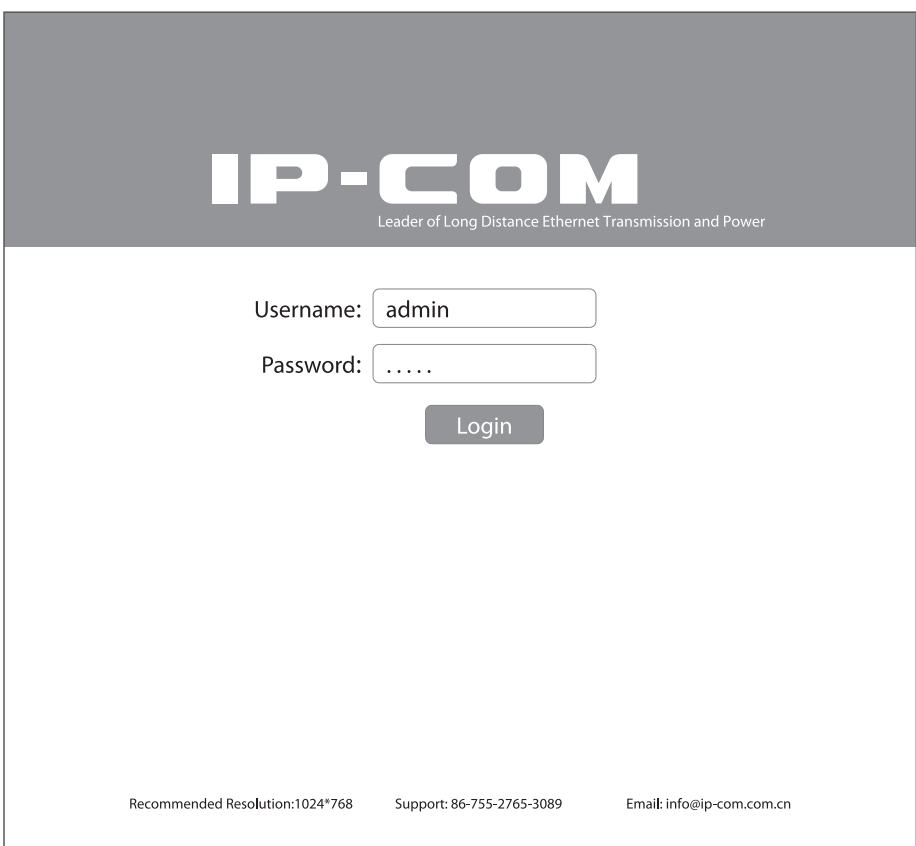 IP-COM
Leader of Long Distance Ethernet Transmission and Power
Username: admin
Password: .....
Login
Recommended Resolution:1024*768 Support: 86-755-2765-3089 Email: info@ip-com.com.cn